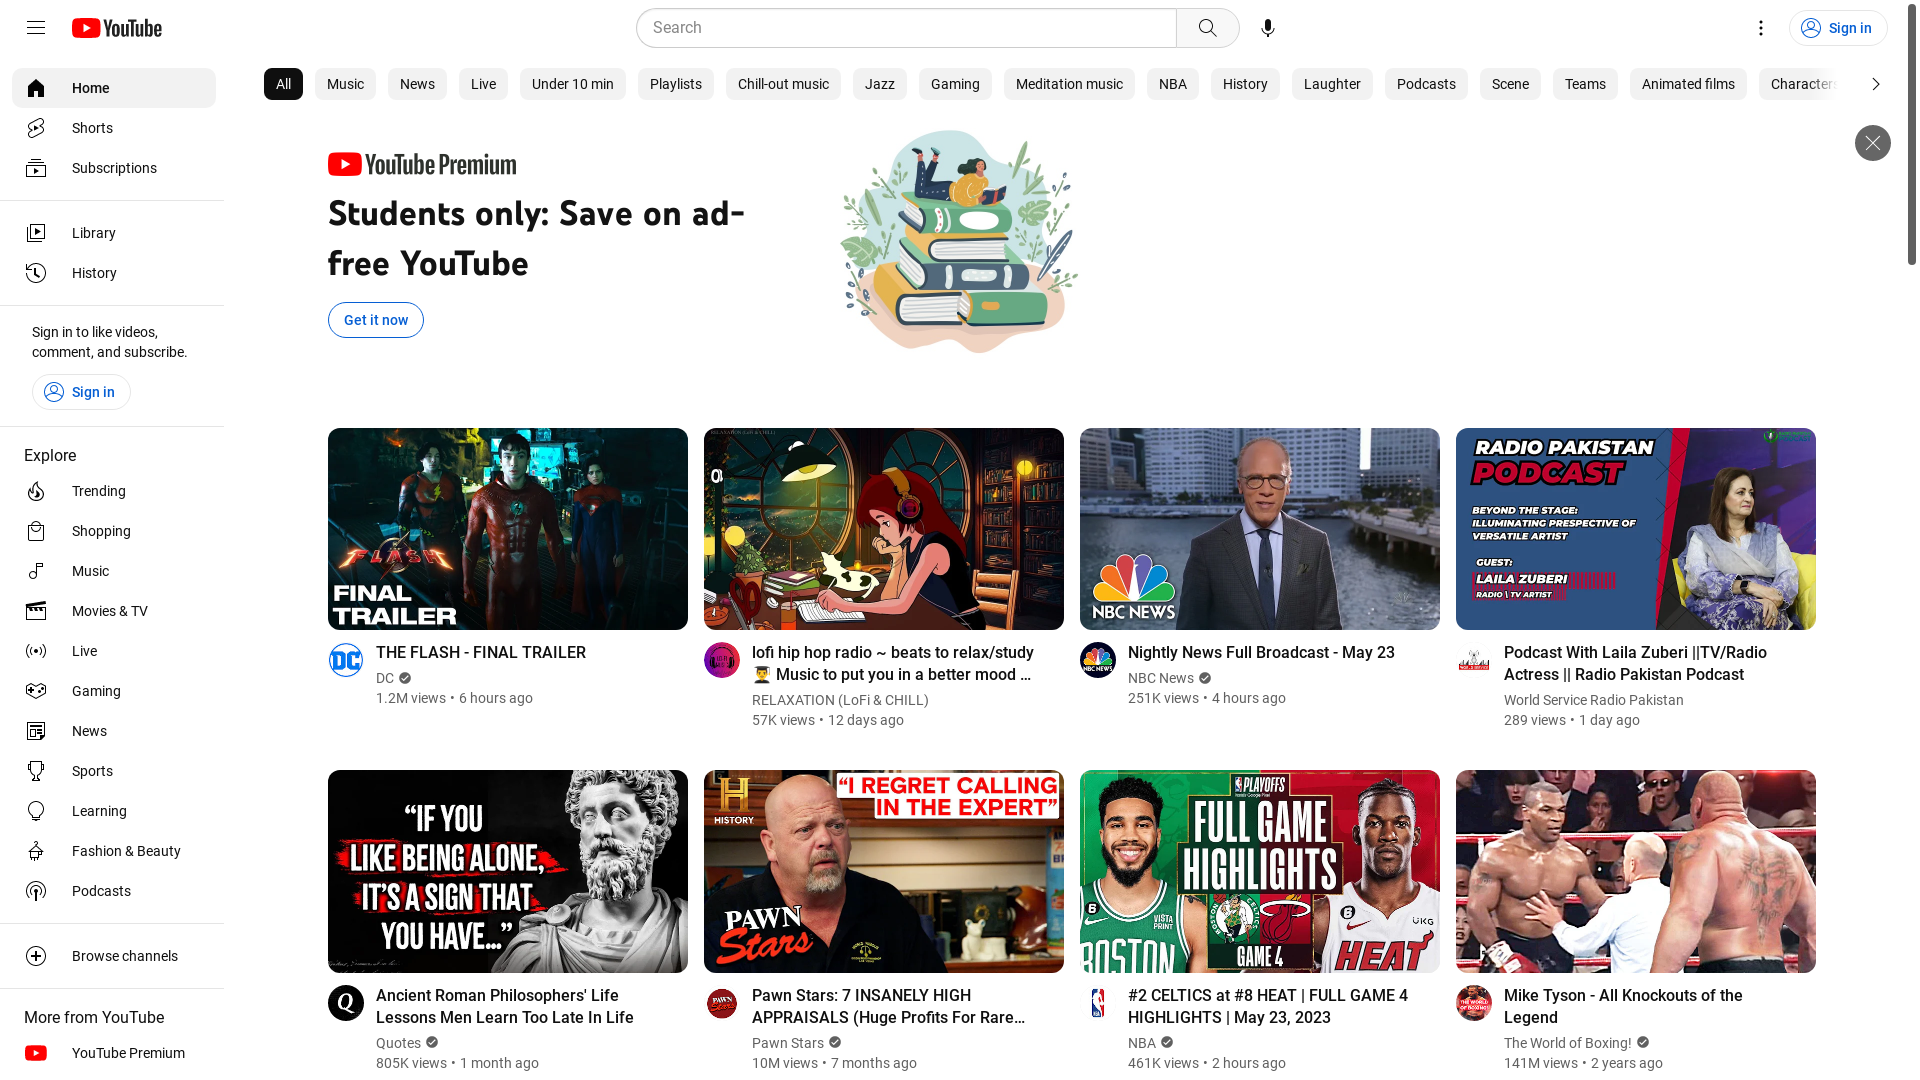 YouTube
Search
Sign in
Home
Shorts
Subscriptions
Library
History
Sign in to like videos,
comment, and subscribe.
Sign in
Explore
Trending
Shopping
Music
Movies & TV
Live
Gaming
News
Sports
Learning
Fashion & Beauty
Podcasts
Browse channels
More from YouTube
YouTube Premium
All
Music
News
Live
Under 10 min
Playlists
Chill-out music
Jazz
Gaming
Meditation music
NBA
History
Laughter
Podcasts
Scene
Teams
Animated films
Characters
YouTube Premium
Students only: Save on ad-
free YouTube
Get it now
FLASH
FINAL
TRAILER
DC
THE FLASH - FINAL TRAILER
DC
1.2M views • 6 hours ago
lofi hip hop radio ~ beats to relax/study
👨‍🎓 Music to put you in a better mood ...
RELAXATION (LoFi & CHILL)
57K views • 12 days ago
NBC NEWS
NBC NEWS
Nightly News Full Broadcast - May 23
NBC News
251K views • 4 hours ago
RADIO PAKISTAN
PODCAST
BEYOND THE STAGE:
ILLUMINATING PRESPECTIVE OF
VERSATILE ARTIST
GUEST:
LAILA ZUBERI
RADIO \ TV ARTIST
Podcast With Laila Zuberi ||TV/Radio
Actress || Radio Pakistan Podcast
World Service Radio Pakistan
289 views • 1 day ago
“IF YOU
LIKE BEING ALONE,
IT’S A SIGN THAT
YOU HAVE...”
Q
Ancient Roman Philosophers' Life
Lessons Men Learn Too Late In Life
Quotes
805K views • 1 month ago
H
HISTORY
“I REGRET CALLING
IN THE EXPERT”
PAWN
Stars
PAWN
Stars
Pawn Stars: 7 INSANELY HIGH
APPRAISALS (Huge Profits For Rare...
Pawn Stars
10M views • 7 months ago
PLAYOFFS
FULL GAME
HIGHLIGHTS
6
VISTA
PRINT
BOSTON
CELTICS
GAME 4
6
UKG
HEAT
#2 CELTICS at #8 HEAT | FULL GAME 4
HIGHLIGHTS | May 23, 2023
NBA
461K views • 2 hours ago
Mike Tyson - All Knockouts of the
Legend
The World of Boxing!
141M views • 2 years ago